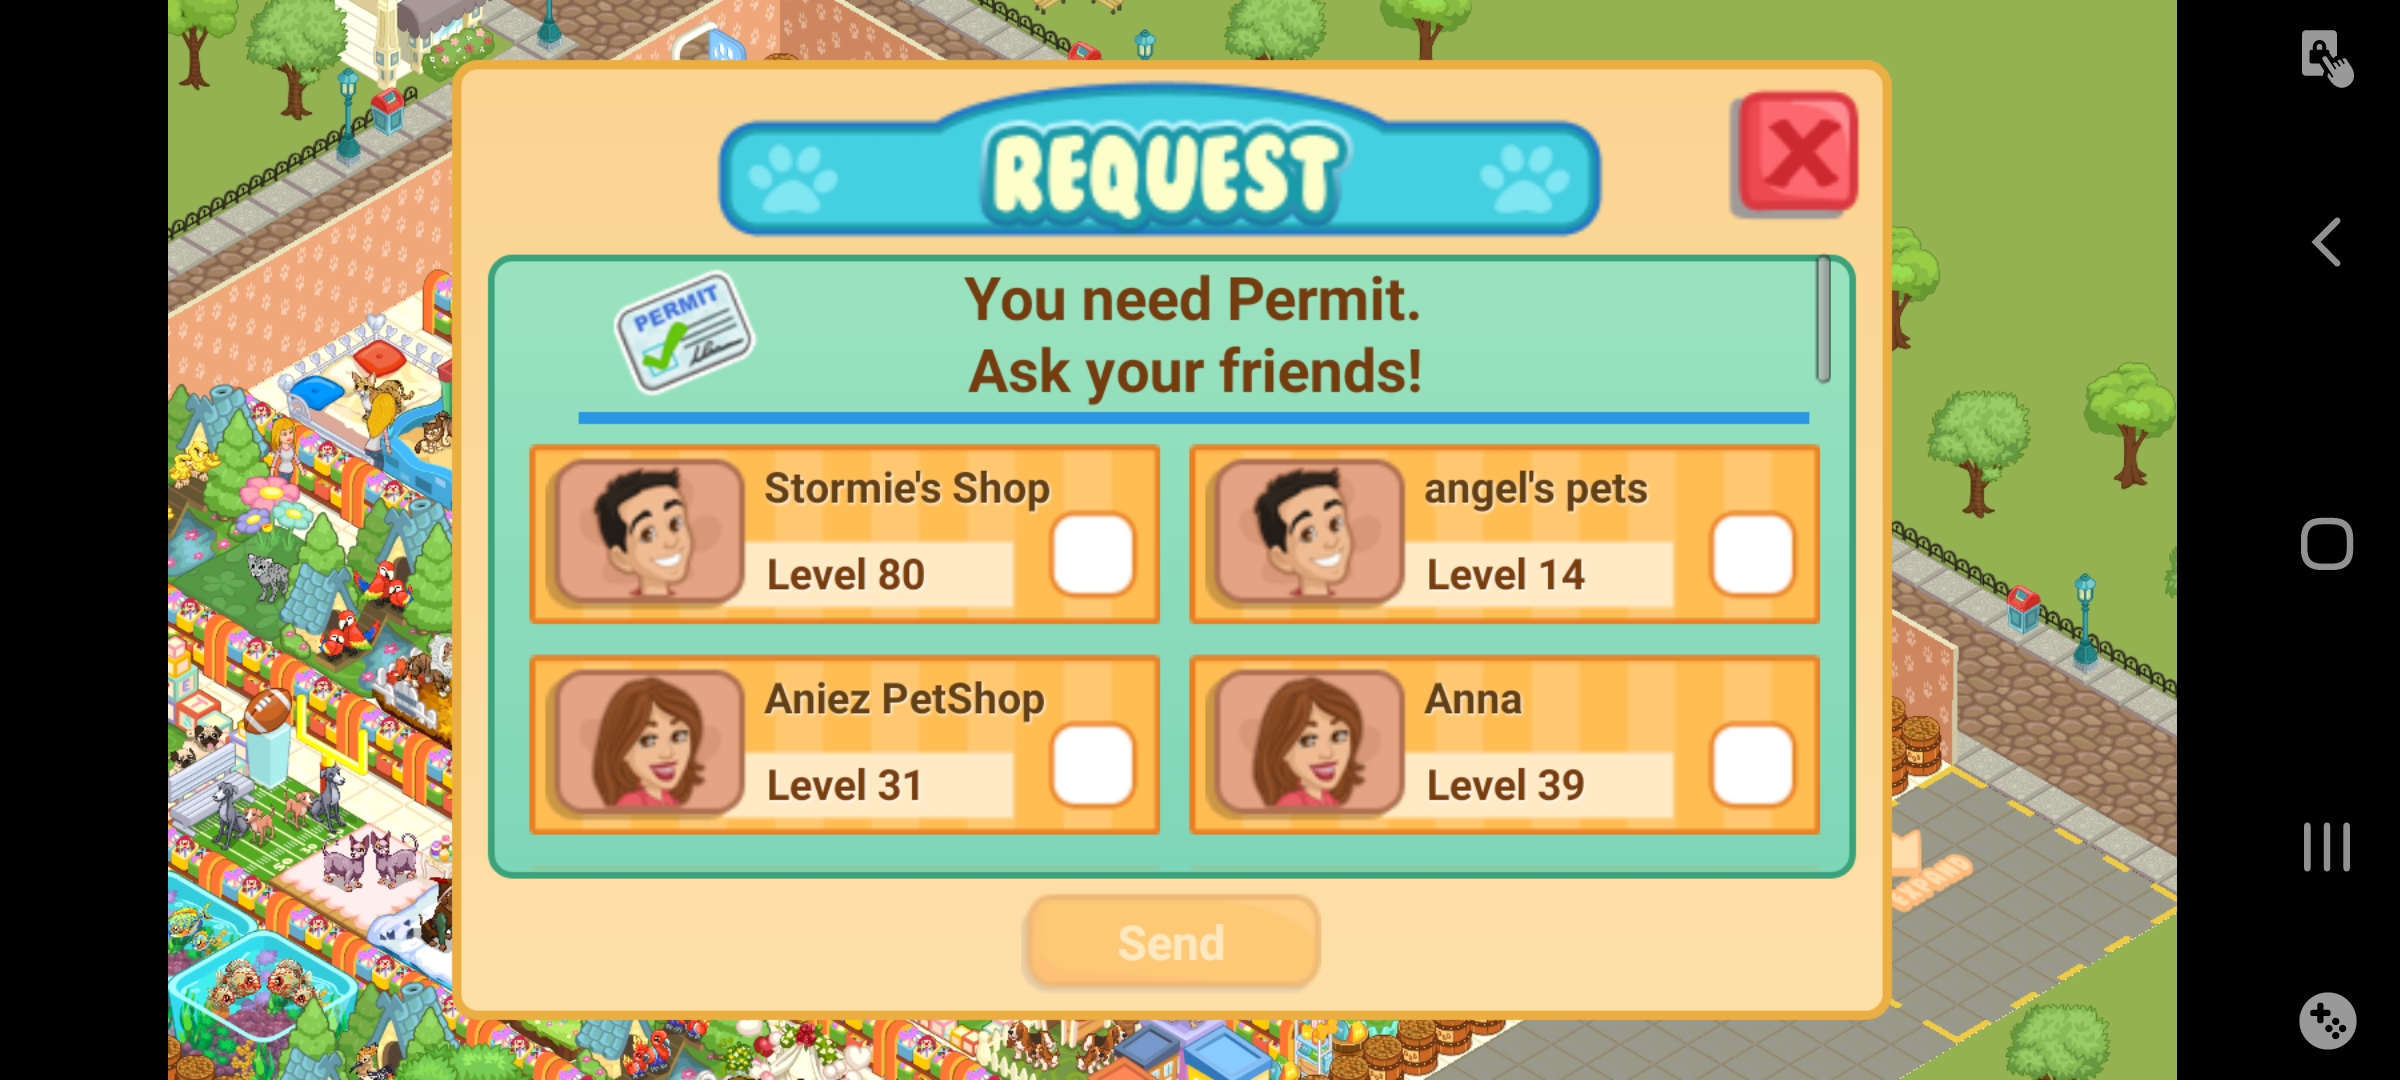 REQUEST
PERMIT
You need Permit.
Ask your friends!
Stormie's Shop
Level 80
angel's pets
Level 14
Aniez PetShop
Level 31
Anna
Level 39
EXPAND
Send